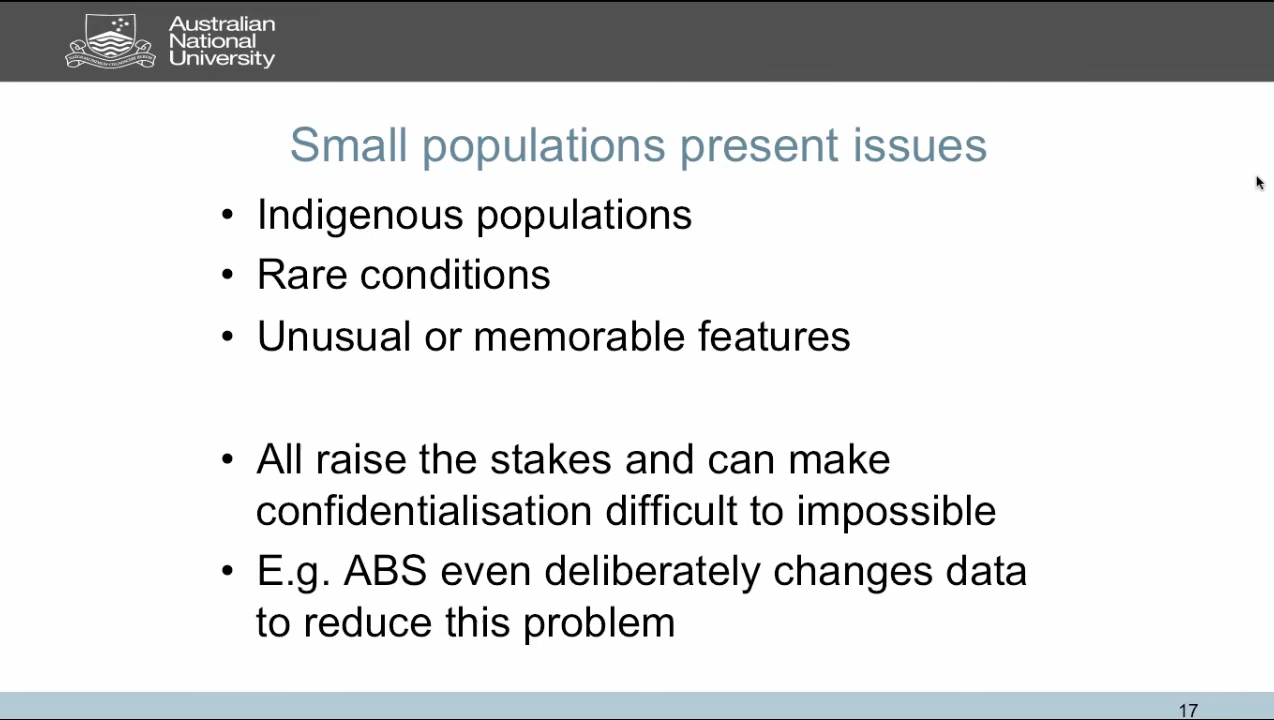 Australian
National
University
Small populations present issues
• Indigenous populations
• Rare conditions
• Unusual or memorable features
• All raise the stakes and can make
confidentialisation difficult to impossible
• E.g. ABS even deliberately changes data
to reduce this problem
17